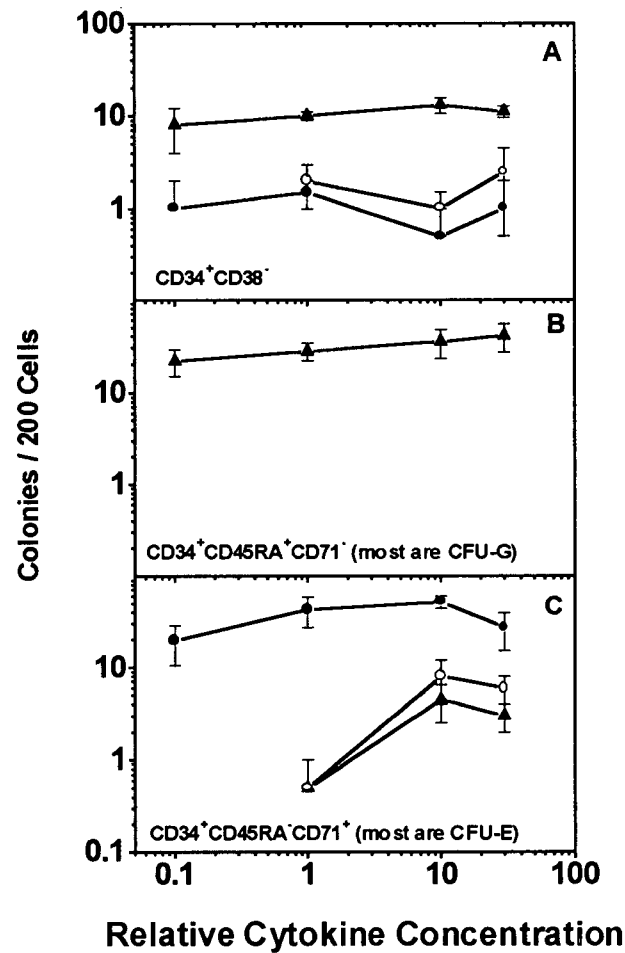 100
A
10
1
CD34⁺CD38⁻
B
10
1
CD34⁺CD45RA⁺CD71⁻ (most are CFU-G)
C
10
1
0.1
CD34⁺CD45RA⁻CD71⁺ (most are CFU-E)
0.1 1 10 100
Colonies / 200 Cells
Relative Cytokine Concentration